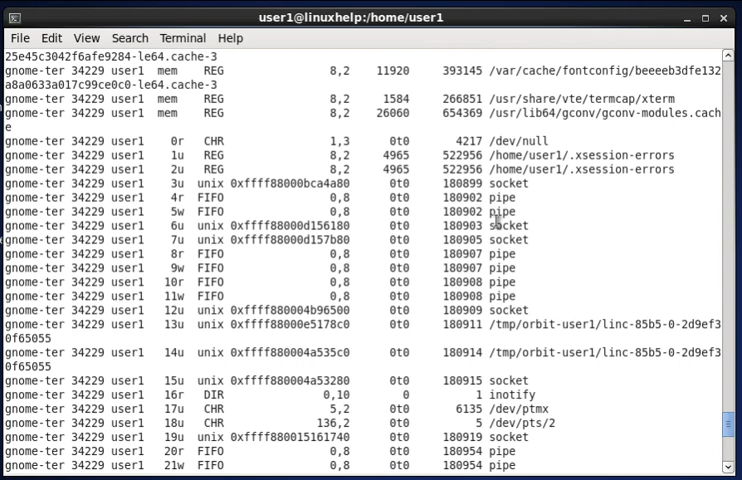 user1@linuxhelp:/home/user1
File Edit View Search Terminal Help
25e45c3042f6afe9284-le64.cache-3
gnome-ter 34229 user1  mem    REG                8,2    11920    393145 /var/cache/fontconfig/beeeeb3dfe132
a8a0633a017c99ce0c0-le64.cache-3
gnome-ter 34229 user1  mem    REG                8,2     1584    266851 /usr/share/vte/termcap/xterm
gnome-ter 34229 user1  mem    REG                8,2    26060    654369 /usr/lib64/gconv/gconv-modules.cach
e
gnome-ter 34229 user1    0r   CHR                1,3      0t0      4217 /dev/null
gnome-ter 34229 user1    1u   REG                8,2     4965    522956 /home/user1/.xsession-errors
gnome-ter 34229 user1    2u   REG                8,2     4965    522956 /home/user1/.xsession-errors
gnome-ter 34229 user1    3u  unix 0xffff88000bca4a80      0t0    180899 socket
gnome-ter 34229 user1    4r  FIFO                0,8      0t0    180902 pipe
gnome-ter 34229 user1    5w  FIFO                0,8      0t0    180902 pipe
gnome-ter 34229 user1    6u  unix 0xffff88000d156180      0t0    180903 socket
gnome-ter 34229 user1    7u  unix 0xffff88000d157b80      0t0    180905 socket
gnome-ter 34229 user1    8r  FIFO                0,8      0t0    180907 pipe
gnome-ter 34229 user1    9w  FIFO                0,8      0t0    180907 pipe
gnome-ter 34229 user1   10r  FIFO                0,8      0t0    180908 pipe
gnome-ter 34229 user1   11w  FIFO                0,8      0t0    180908 pipe
gnome-ter 34229 user1   12u  unix 0xffff880004b96500      0t0    180909 socket
gnome-ter 34229 user1   13u  unix 0xffff88000e5178c0      0t0    180911 /tmp/orbit-user1/linc-85b5-0-2d9ef3
0f65055
gnome-ter 34229 user1   14u  unix 0xffff880004a535c0      0t0    180914 /tmp/orbit-user1/linc-85b5-0-2d9ef3
0f65055
gnome-ter 34229 user1   15u  unix 0xffff880004a53280      0t0    180915 socket
gnome-ter 34229 user1   16r   DIR               0,10        0         1 inotify
gnome-ter 34229 user1   17u   CHR                5,2      0t0      6135 /dev/ptmx
gnome-ter 34229 user1   18u   CHR              136,2      0t0         5 /dev/pts/2
gnome-ter 34229 user1   19u  unix 0xffff880015161740      0t0    180919 socket
gnome-ter 34229 user1   20r  FIFO                0,8      0t0    180954 pipe
gnome-ter 34229 user1   21w  FIFO                0,8      0t0    180954 pipe